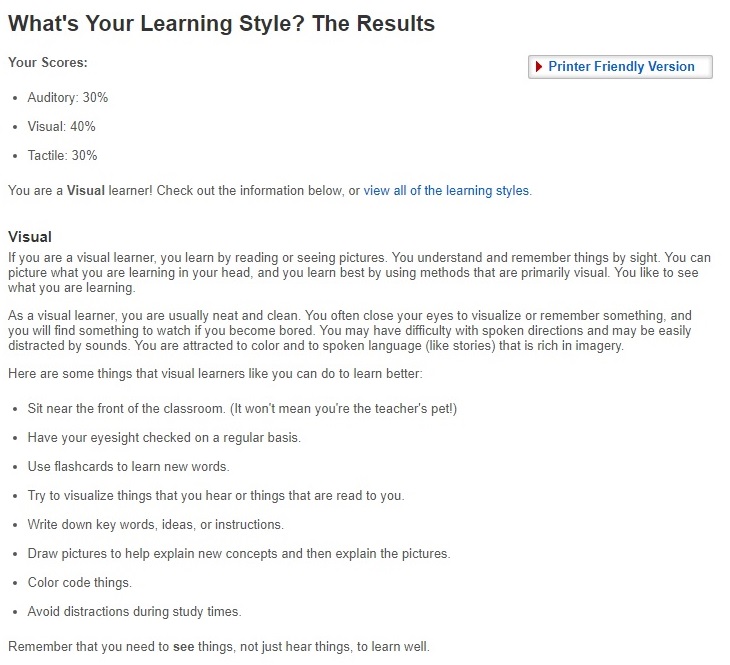 What's Your Learning Style? The Results
Your Scores:
Printer Friendly Version
• Auditory: 30%
• Visual: 40%
• Tactile: 30%
You are a Visual learner! Check out the information below, or view all of the learning styles.
Visual
If you are a visual learner, you learn by reading or seeing pictures. You understand and remember things by sight. You can
picture what you are learning in your head, and you learn best by using methods that are primarily visual. You like to see
what you are learning.
As a visual learner, you are usually neat and clean. You often close your eyes to visualize or remember something, and
you will find something to watch if you become bored. You may have difficulty with spoken directions and may be easily
distracted by sounds. You are attracted to color and to spoken language (like stories) that is rich in imagery.
Here are some things that visual learners like you can do to learn better:
• Sit near the front of the classroom. (It won't mean you're the teacher's pet!)
• Have your eyesight checked on a regular basis.
• Use flashcards to learn new words.
• Try to visualize things that you hear or things that are read to you.
• Write down key words, ideas, or instructions.
• Draw pictures to help explain new concepts and then explain the pictures.
• Color code things.
• Avoid distractions during study times.
Remember that you need to see things, not just hear things, to learn well.